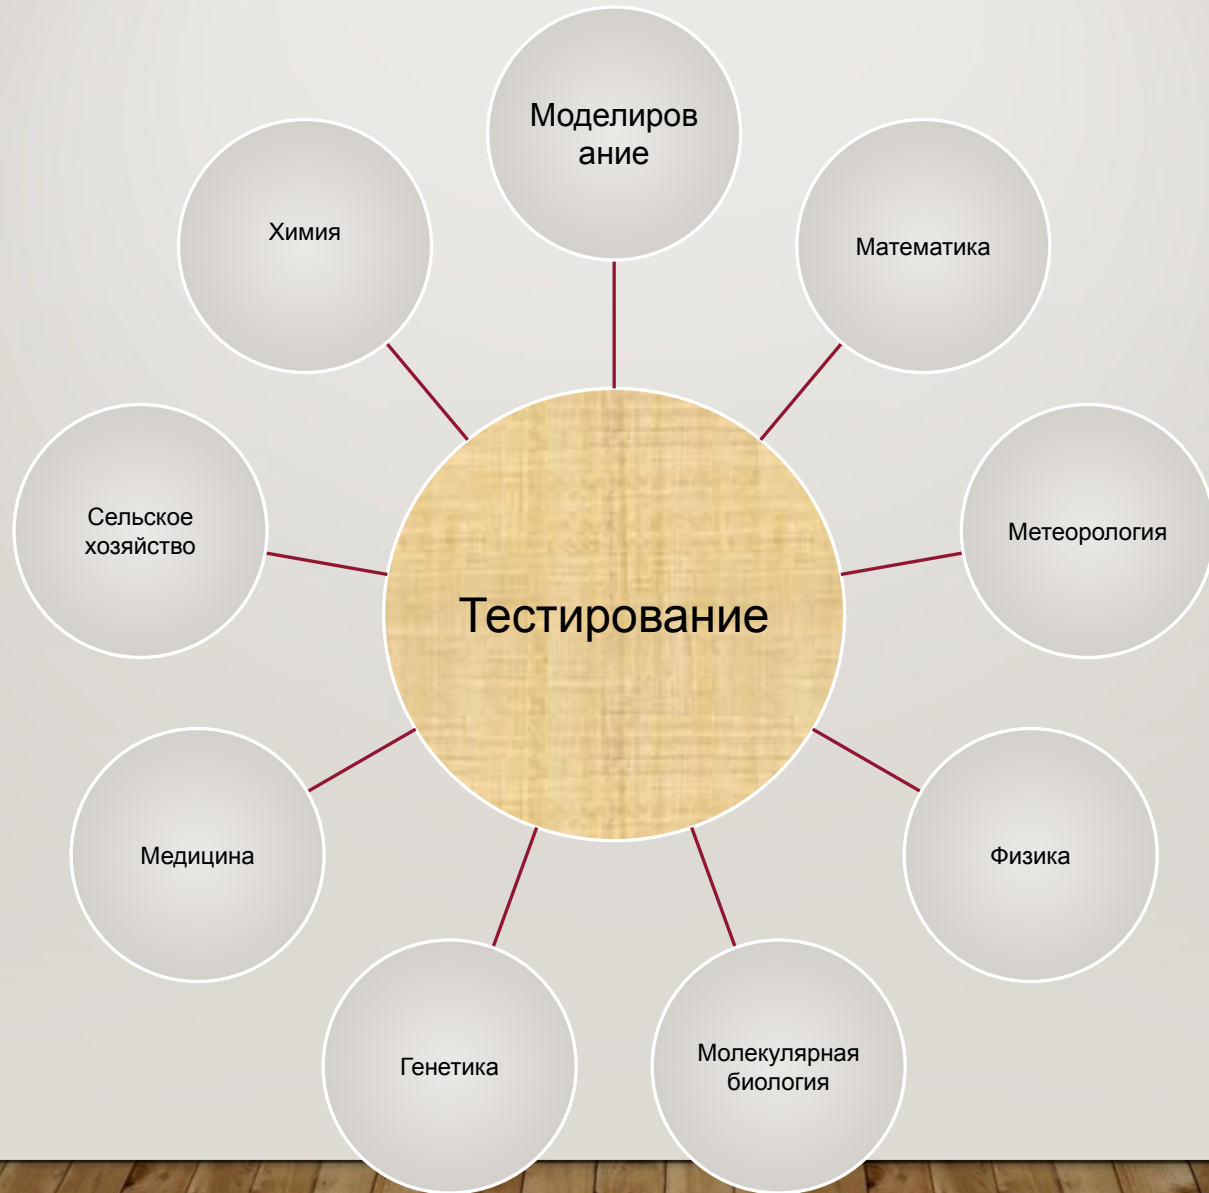 Моделиров
ание
Химия
Математика
Сельское
хозяйство
Метеорология
Тестирование
Медицина
Физика
Генетика
Молекулярная
биология